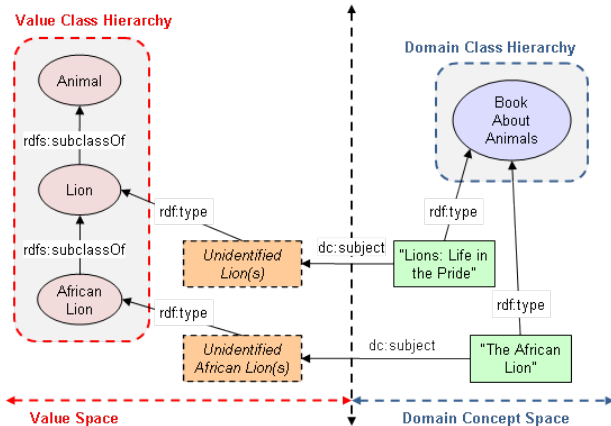 Value Class Hierarchy
Domain Class Hierarchy
Animal
Book
About
Animals
rdfs:subclassOf
Lion
rdf:type
rdf:type
dc:subject
rdfs:subclassOf
Unidentified
Lion(s)
"Lions: Life in
the Pride"
African
Lion
rdf:type
rdf:type
dc:subject
Unidentified
African Lion(s)
"The African
Lion"
Value Space
Domain Concept Space